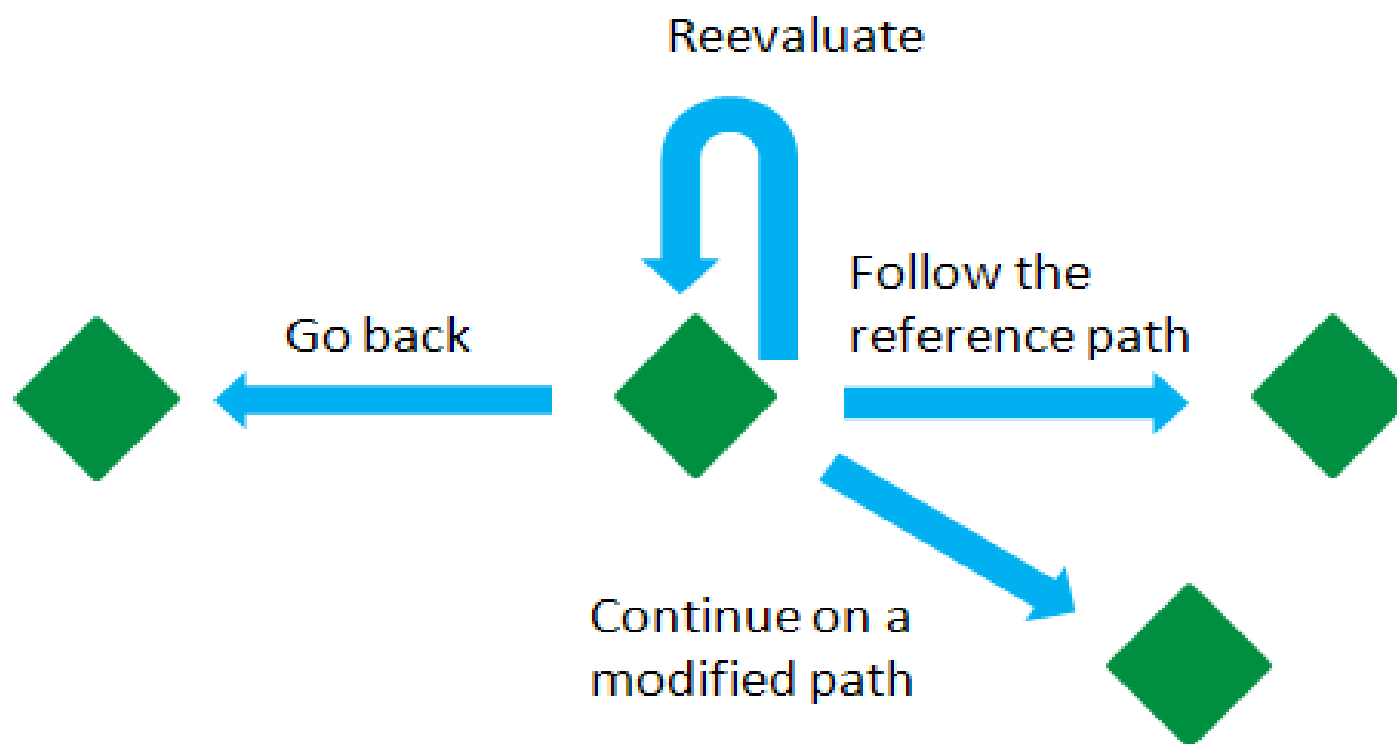 Reevaluate
Follow the
reference path
Go back
Continue on a
modified path